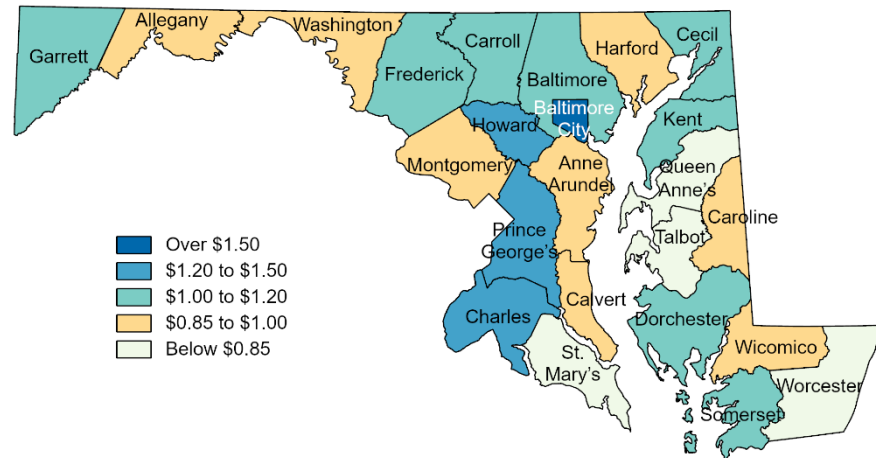 Allegany
Washington
Garrett
Frederick
Carroll
Baltimore
Harford
Cecil
Baltimore
City
Howard
Kent
Montgomery
Anne
Arundel
Queen
Anne's
Caroline
Prince
George's
Talbot
Over $1.50
$1.20 to $1.50
$1.00 to $1.20
$0.85 to $1.00
Below $0.85
Charles
Calvert
Dorchester
St.
Mary's
Wicomico
Worcester
Somerset